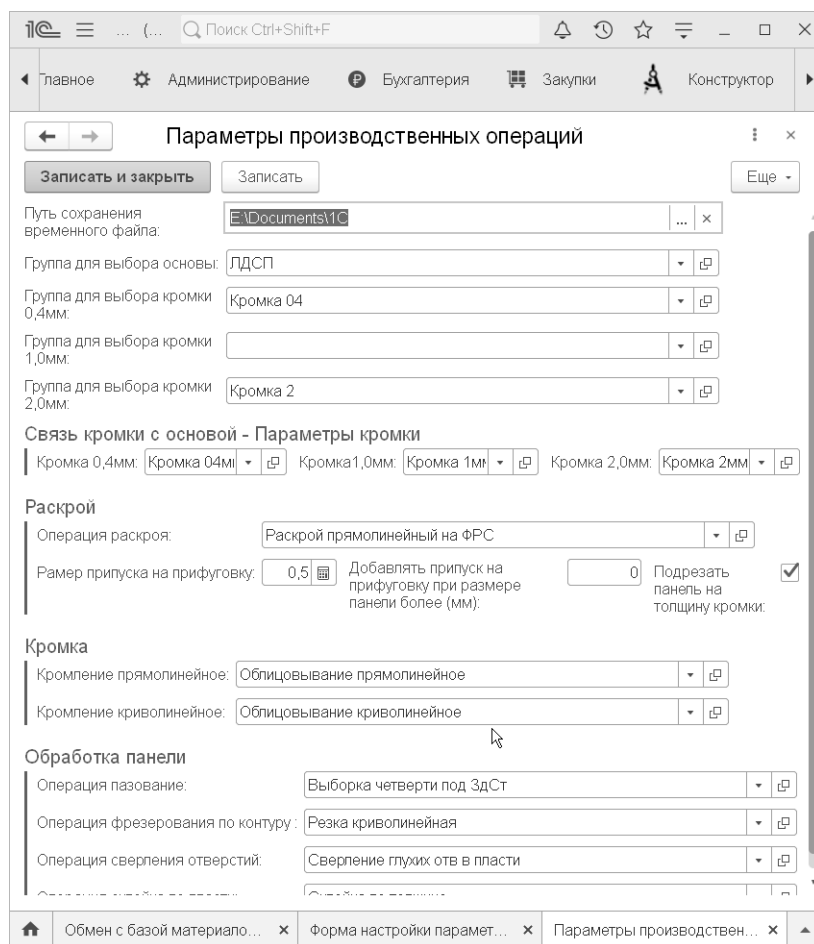 1С ... (... Поиск Ctrl+Shift+F
Главное Администрирование Бухгалтерия Закупки Конструктор
Параметры производственных операций
Записать и закрыть Записать Еще
Путь сохранения
временного файла: E:\Documents\1C ...
Группа для выбора основы: ЛДСП
Группа для выбора кромки
0,4мм: Кромка 04
Группа для выбора кромки
1,0мм:
Группа для выбора кромки
2,0мм: Кромка 2
Связь кромки с основой - Параметры кромки
Кромка 0,4мм: Кромка 04м Кромка1,0мм: Кромка 1м Кромка 2,0мм: Кромка 2мм
Раскрой
Операция раскроя: Раскрой прямолинейный на ФРС
Рамер припуска на прифуговку: 0,5 Добавлять припуск на
прифуговку при размере
панели более (мм): 0 Подрезать
панель на
толщину кромки:
Кромка
Кромление прямолинейное: Облицовывание прямолинейное
Кромление криволинейное: Облицовывание криволинейное
Обработка панели
Операция пазование: Выборка четверти под ЗдСт
Операция фрезерования по контуру : Резка криволинейная
Операция сверления отверстий: Сверление глухих отв в пласти
Обмен с базой материало... Форма настройки парамет... Параметры производствен...